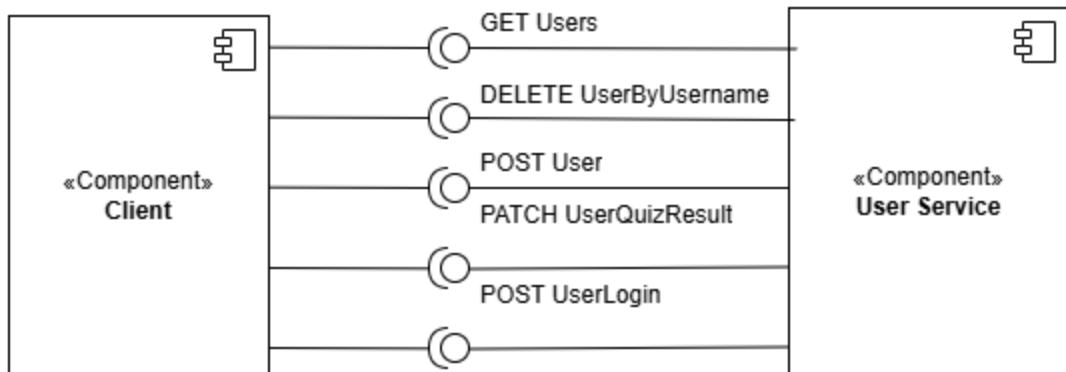 GET Users
DELETE UserByUsername
POST User
PATCH UserQuizResult
POST UserLogin
«Component»
Client
«Component»
User Service